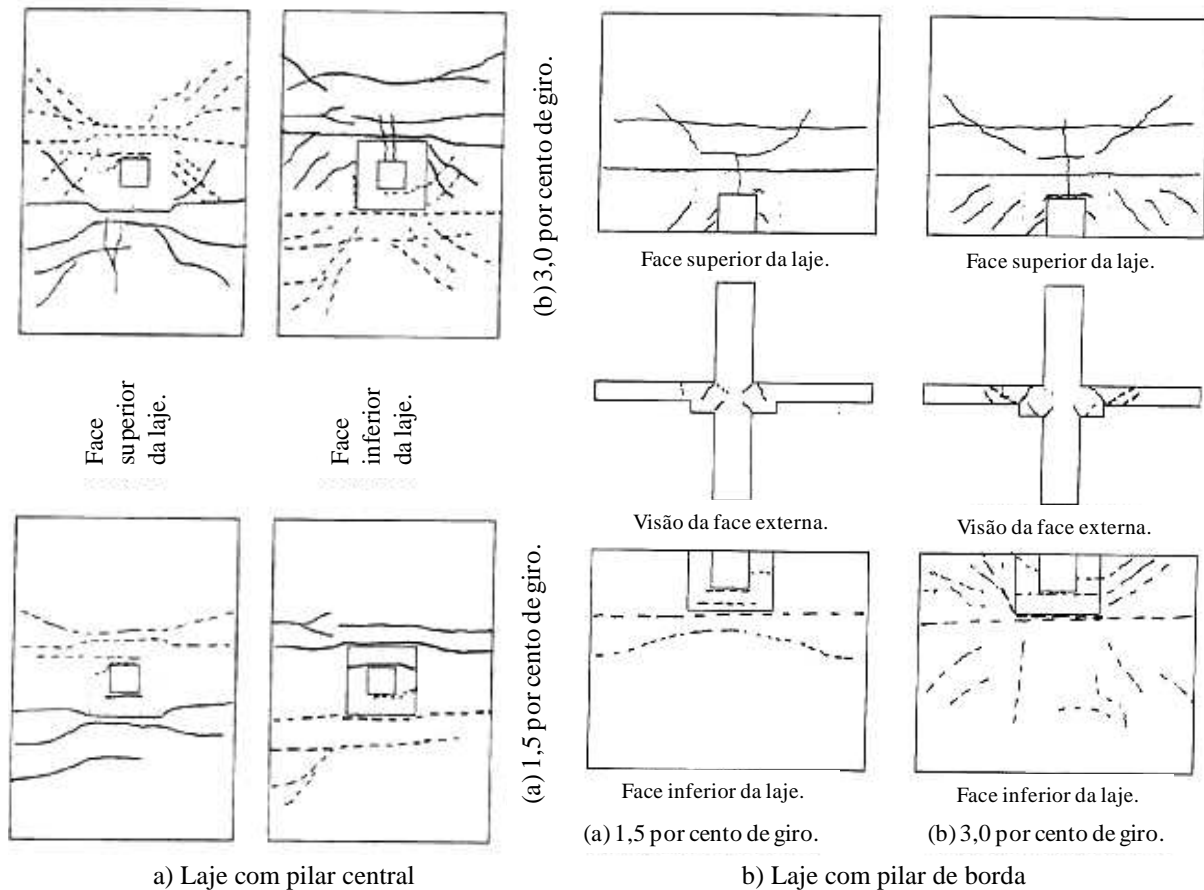 (b) 3,0 por cento de giro.
Face
superior
da laje.
Face
inferior
da laje.
(a) 1,5 por cento de giro.
a) Laje com pilar central
Face superior da laje.
Face superior da laje.
Visão da face externa.
Visão da face externa.
Face inferior da laje.
Face inferior da laje.
(a) 1,5 por cento de giro.
(b) 3,0 por cento de giro.
b) Laje com pilar de borda